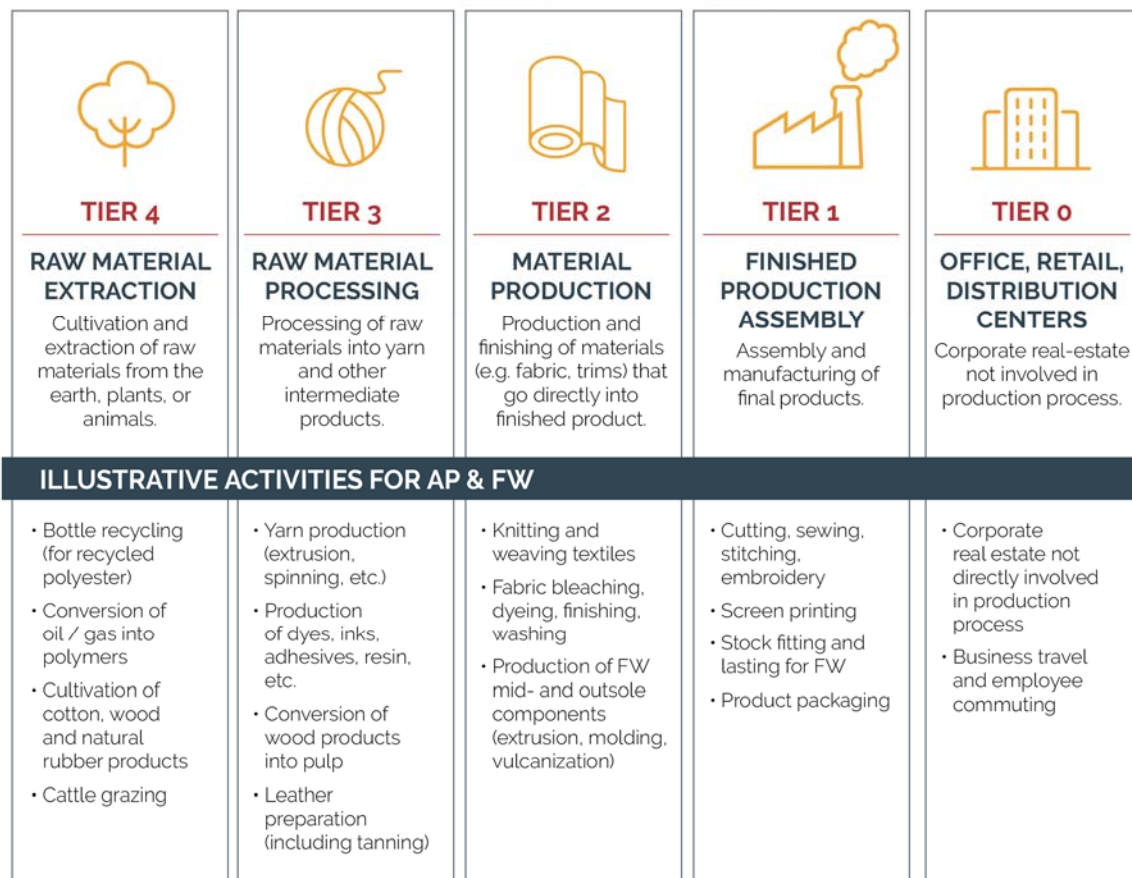 TIER 4
RAW MATERIAL
EXTRACTION
Cultivation and
extraction of raw
materials from the
earth, plants, or
animals.
TIER 3
RAW MATERIAL
PROCESSING
Processing of raw
materials into yarn
and other
intermediate
products.
TIER 2
MATERIAL
PRODUCTION
Production and
finishing of materials
(e.g. fabric, trims) that
go directly into
finished product.
TIER 1
FINISHED
PRODUCTION
ASSEMBLY
Assembly and
manufacturing of
final products.
TIER 0
OFFICE, RETAIL,
DISTRIBUTION
CENTERS
Corporate real-estate
not involved in
production process.
ILLUSTRATIVE ACTIVITIES FOR AP & FW
• Bottle recycling
(for recycled
polyester)
• Conversion of
oil / gas into
polymers
• Cultivation of
cotton, wood
and natural
rubber products
• Cattle grazing
• Yarn production
(extrusion,
spinning, etc.)
• Production
of dyes, inks,
adhesives, resin,
etc.
• Conversion of
wood products
into pulp
• Leather
preparation
(including tanning)
• Knitting and
weaving textiles
• Fabric bleaching,
dyeing, finishing,
washing
• Production of FW
mid- and outsole
components
(extrusion, molding,
vulcanization)
• Cutting, sewing,
stitching,
embroidery
• Screen printing
• Stock fitting and
lasting for FW
• Product packaging
• Corporate
real estate not
directly involved
in production
process
• Business travel
and employee
commuting